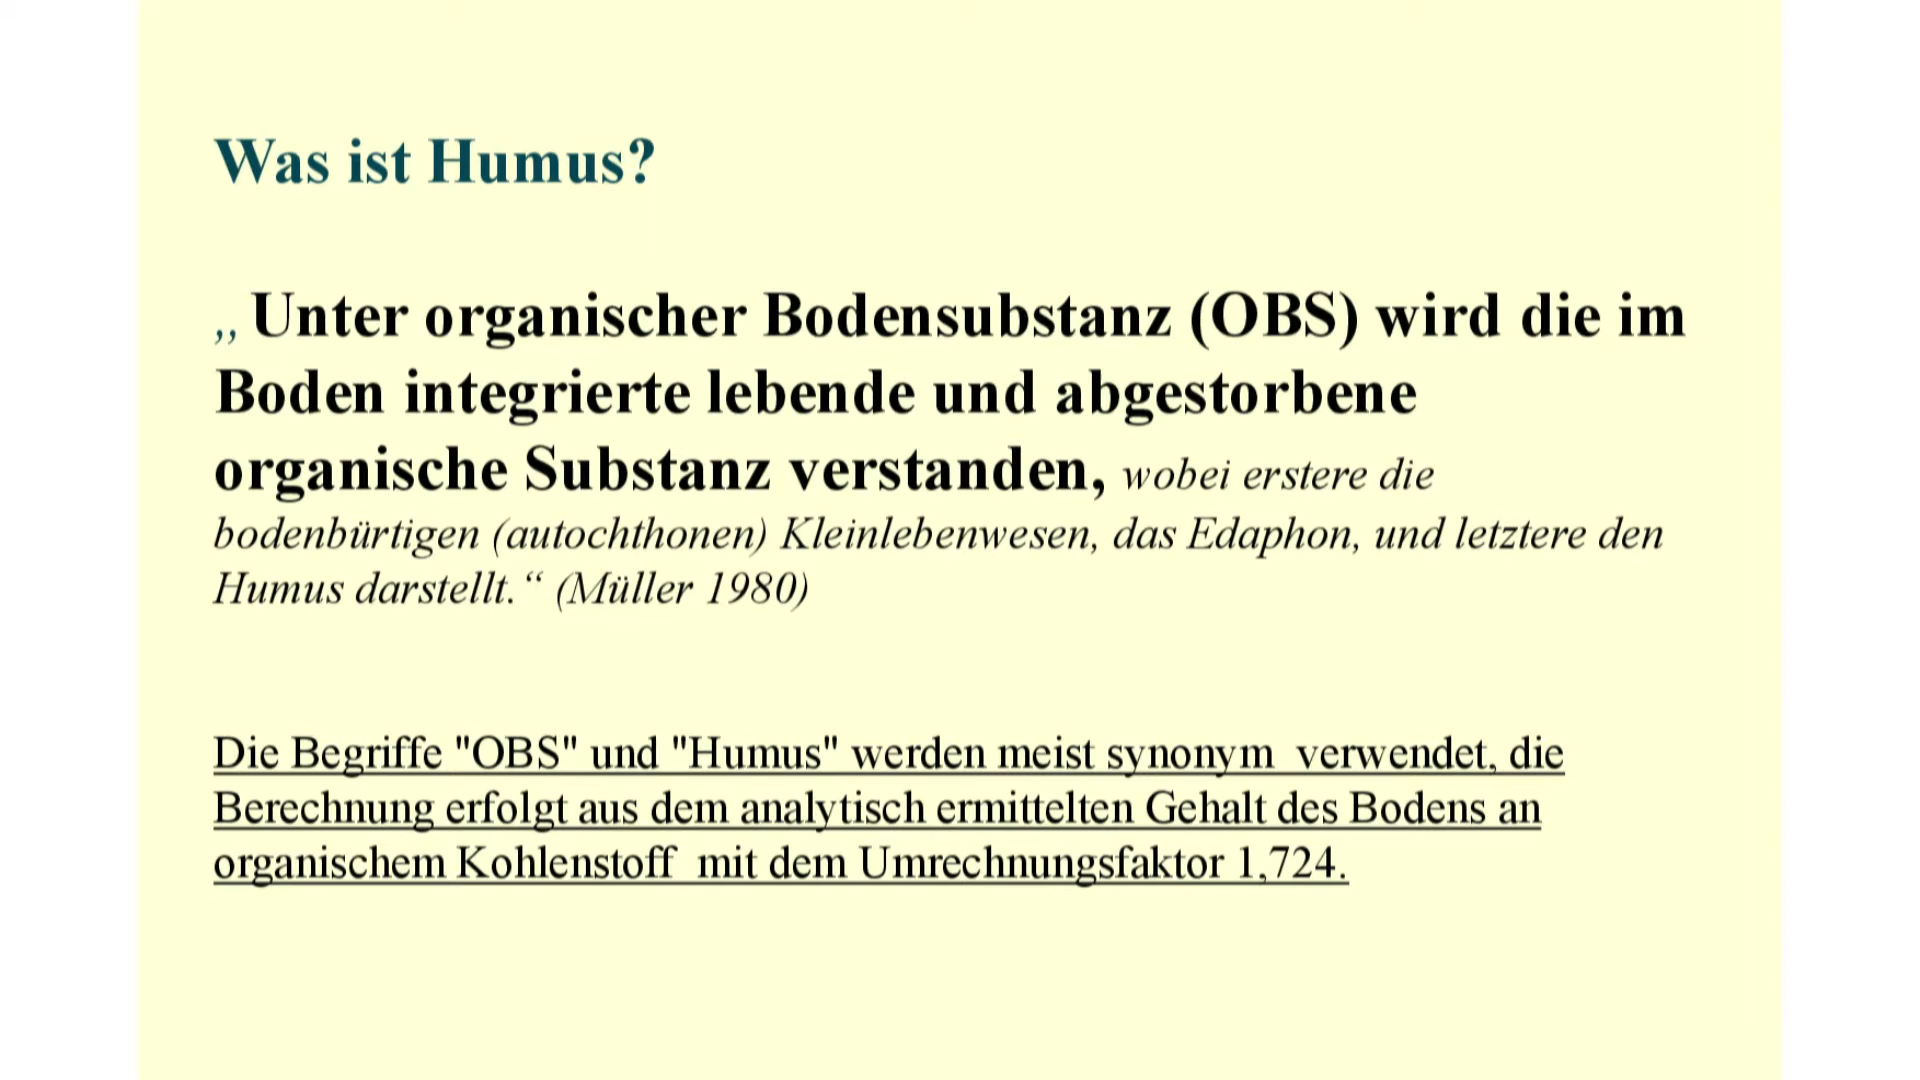 Was ist Humus?
„ Unter organischer Bodensubstanz (OBS) wird die im
Boden integrierte lebende und abgestorbene
organische Substanz verstanden, wobei erstere die
bodenbürtigen (autochthonen) Kleinlebenwesen, das Edaphon, und letztere den
Humus darstellt.“ (Müller 1980)
Die Begriffe "OBS" und "Humus" werden meist synonym  verwendet, die
Berechnung erfolgt aus dem analytisch ermittelten Gehalt des Bodens an
organischem Kohlenstoff  mit dem Umrechnungsfaktor 1,724.